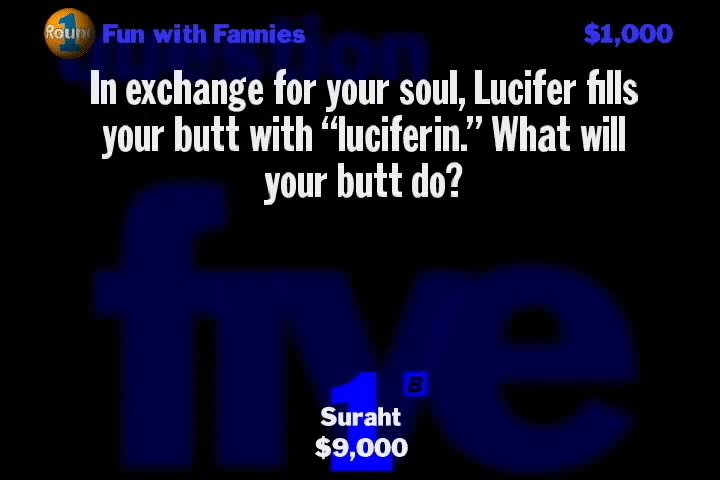 Round 1
Fun with Fannies
$1,000
question
In exchange for your soul, Lucifer fills
your butt with “luciferin.” What will
your butt do?
five
1
B
Suraht
$9,000